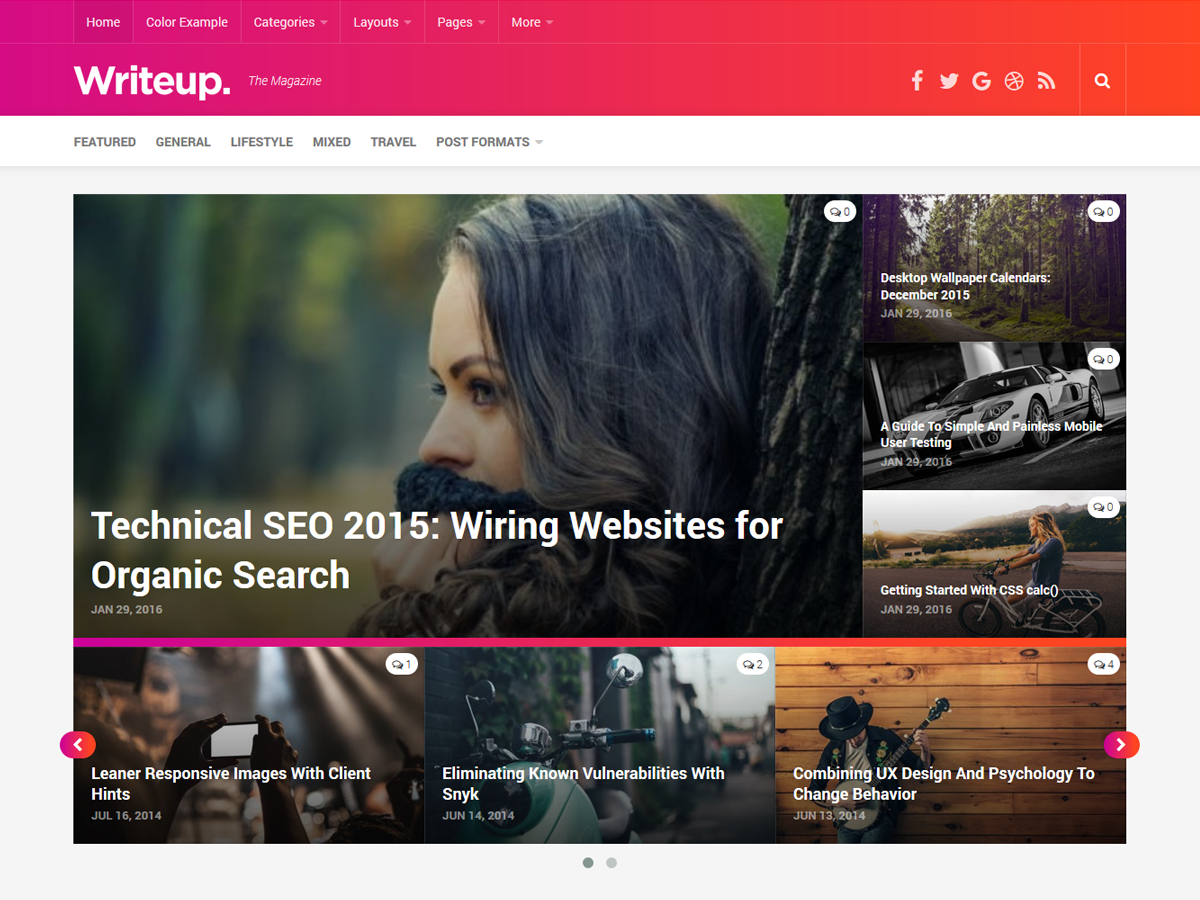 Home Color Example Categories Layouts Pages More
Writeup. The Magazine
FEATURED GENERAL LIFESTYLE MIXED TRAVEL POST FORMATS
0
Technical SEO 2015: Wiring Websites for
Organic Search
JAN 29, 2016
0
Desktop Wallpaper Calendars:
December 2015
JAN 29, 2016
0
A Guide To Simple And Painless Mobile
User Testing
JAN 29, 2016
0
Getting Started With CSS calc()
JAN 29, 2016
1
Leaner Responsive Images With Client
Hints
JUL 16, 2014
2
Eliminating Known Vulnerabilities With
Snyk
JUN 14, 2014
4
Combining UX Design And Psychology To
Change Behavior
JUN 13, 2014